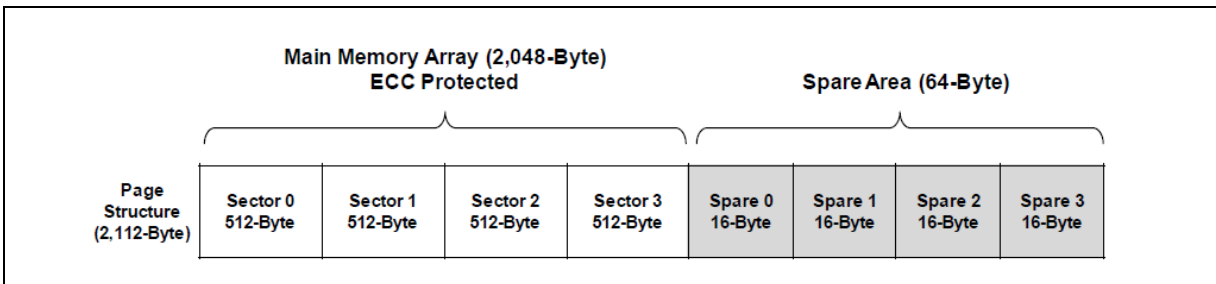 Main Memory Array (2,048-Byte)
ECC Protected
Spare Area (64-Byte)
Page
Structure
(2,112-Byte)
Sector 0
512-Byte
Sector 1
512-Byte
Sector 2
512-Byte
Sector 3
512-Byte
Spare 0
16-Byte
Spare 1
16-Byte
Spare 2
16-Byte
Spare 3
16-Byte